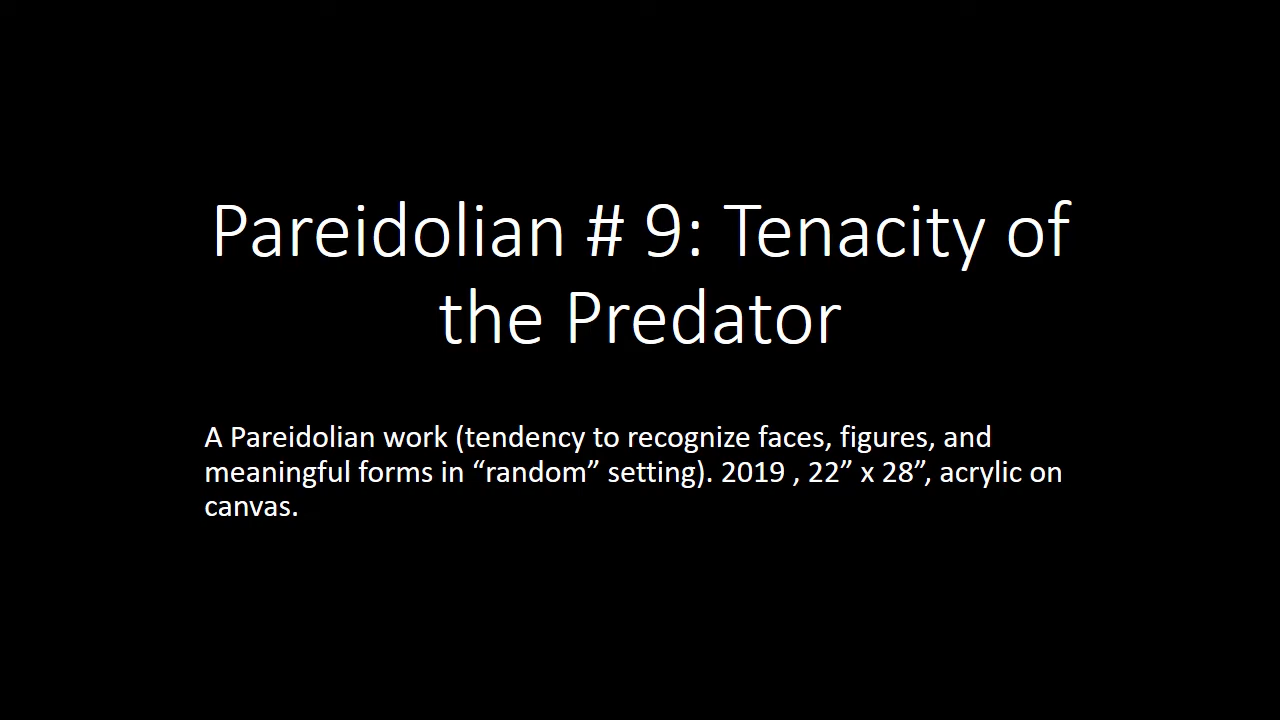 Pareidolian # 9: Tenacity of
the Predator
A Pareidolian work (tendency to recognize faces, figures, and
meaningful forms in “random” setting). 2019 , 22” x 28”, acrylic on
canvas.